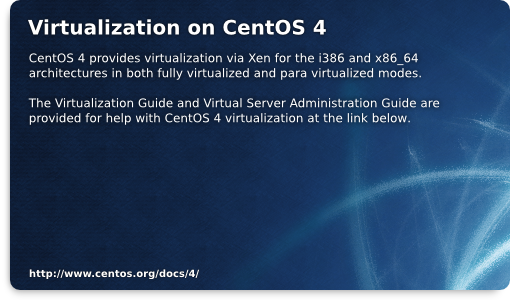 Virtualization on CentOS 4
CentOS 4 provides virtualization via Xen for the i386 and x86_64
architectures in both fully virtualized and para virtualized modes.
The Virtualization Guide and Virtual Server Administration Guide are
provided for help with CentOS 4 virtualization at the link below.
http://www.centos.org/docs/4/